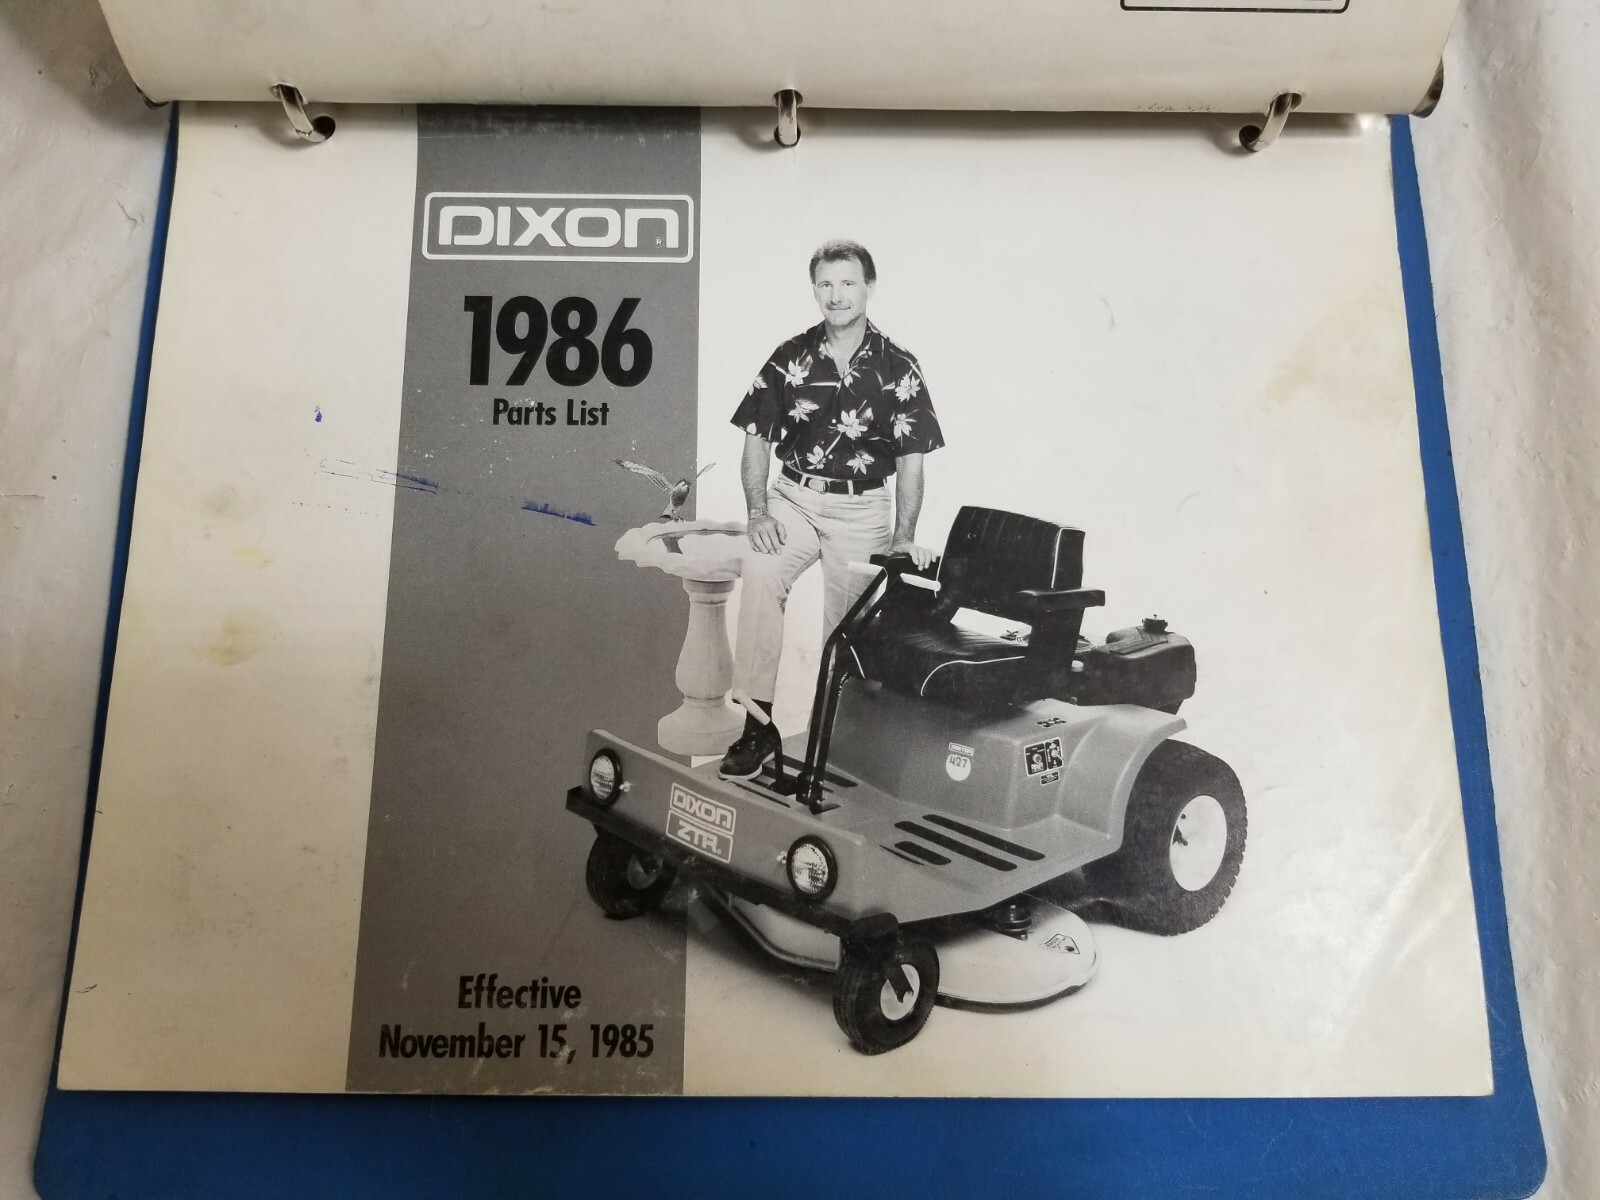 DIXON
1986
Parts List
427
DIXON
ZTR
Effective
November 15, 1985